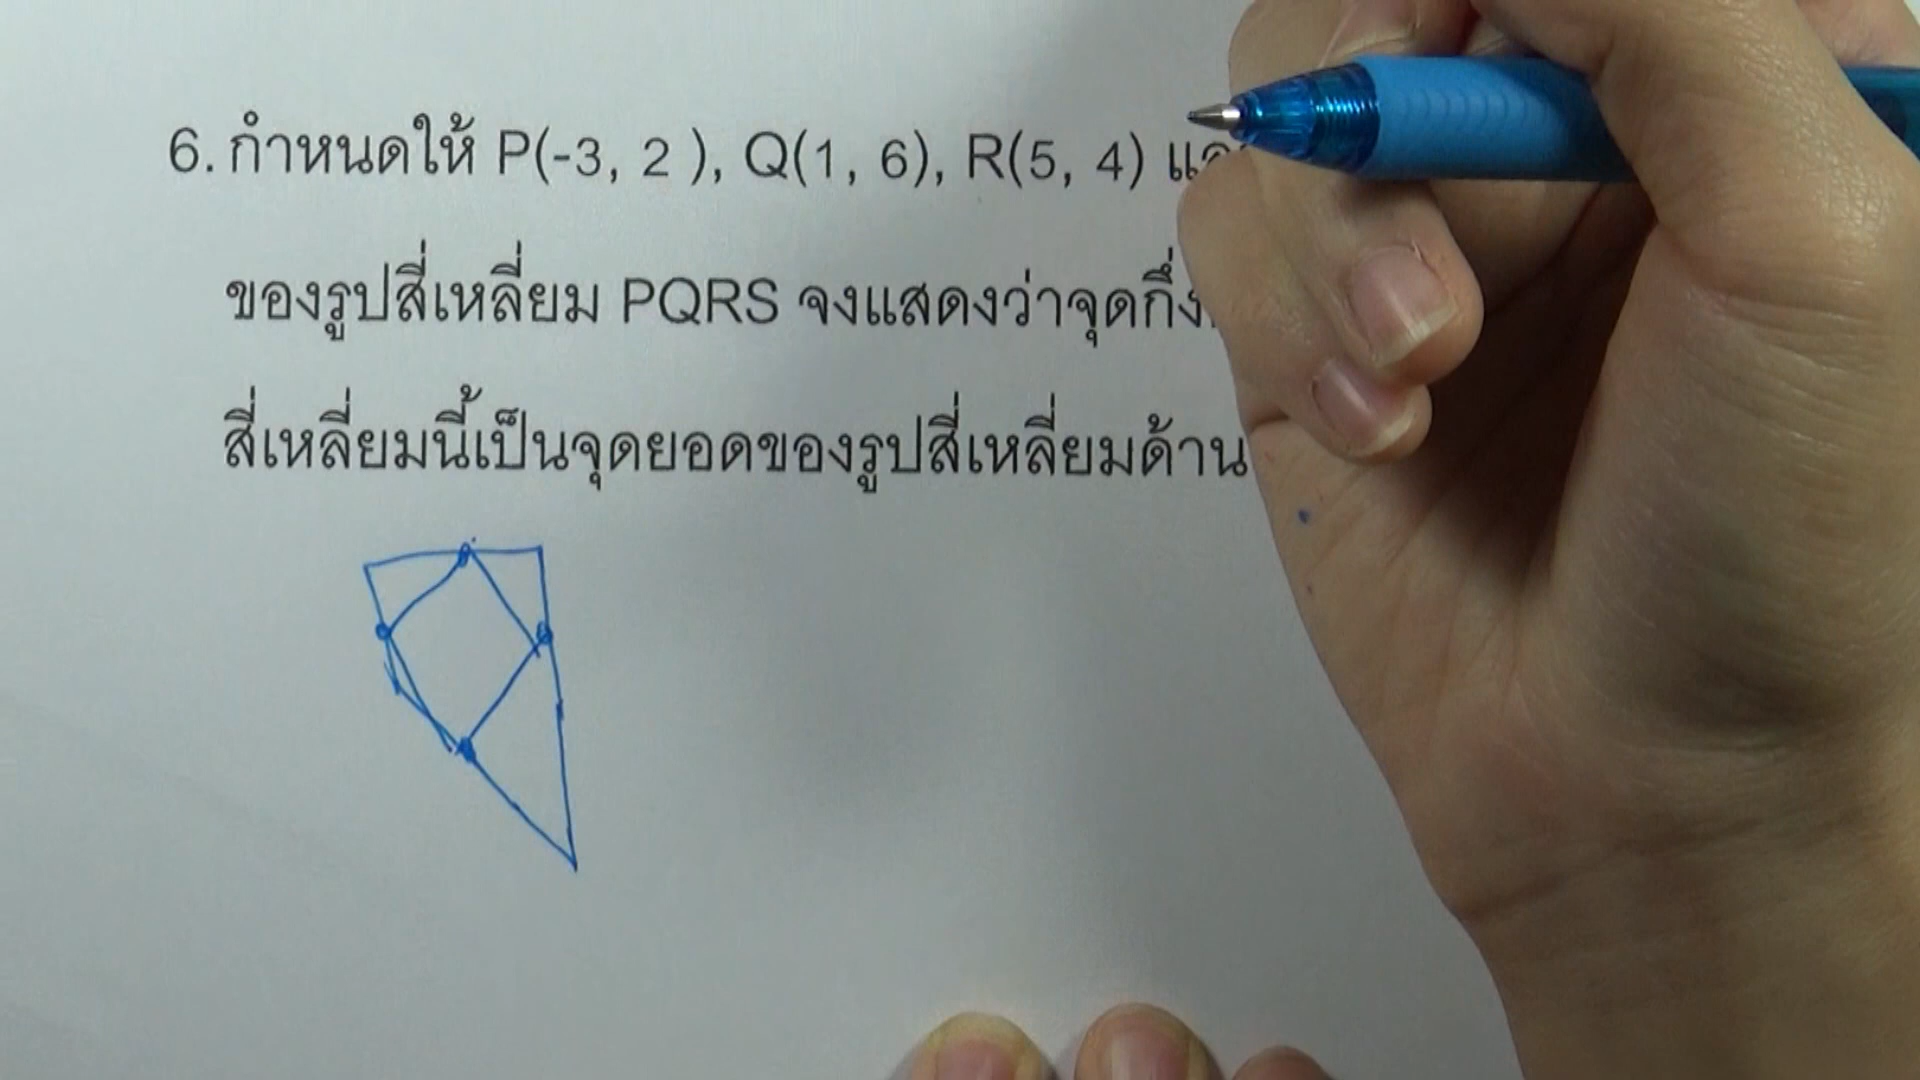 6. กำหนดให้ P(-3, 2 ), Q(1, 6), R(5, 4)
ของรูปสี่เหลี่ยม PQRS จงแสดงว่าจุด
สี่เหลี่ยมนี้เป็นจุดยอดของรูปสี่เหลี่ยมด้าน